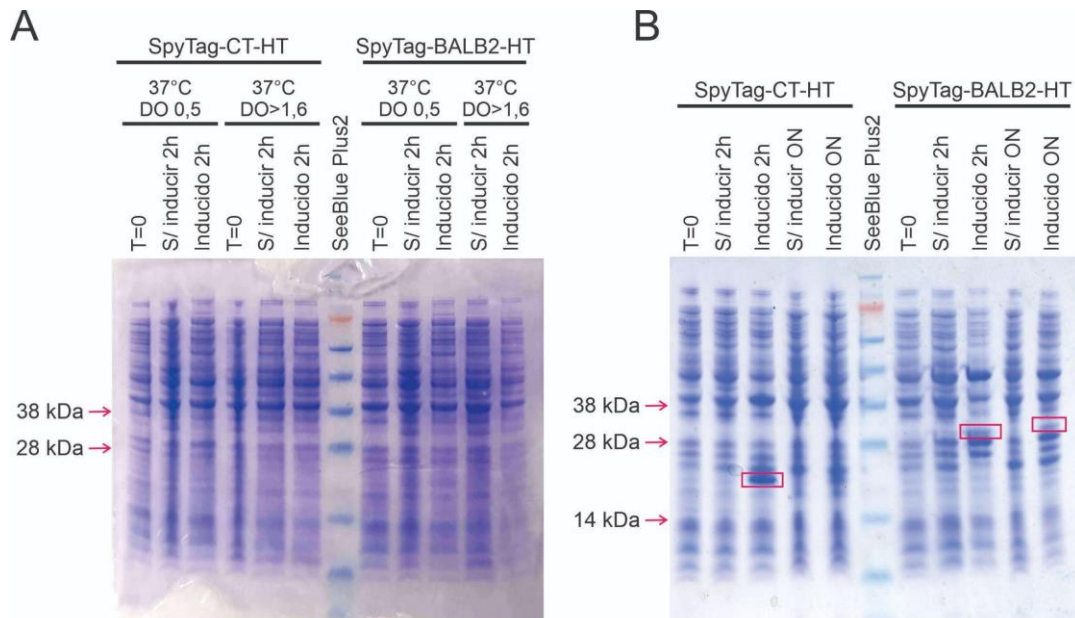 A
SpyTag-CT-HT
SpyTag-BALB2-HT
37°C
DO 0,5
37°C
DO>1,6
37°C
DO 0,5
37°C
DO>1,6
T=0
S/ inducir 2h
Inducido 2h
T=0
S/ inducir 2h
Inducido 2h
SeeBlue Plus2
T=0
S/ inducir 2h
Inducido 2h
S/ inducir 2h
Inducido 2h
38 kDa
28 kDa
B
SpyTag-CT-HT
SpyTag-BALB2-HT
T=0
S/ inducir 2h
Inducido 2h
S/ inducir ON
Inducido ON
SeeBlue Plus2
T=0
S/ inducir 2h
Inducido 2h
S/ inducir ON
Inducido ON
38 kDa
28 kDa
14 kDa